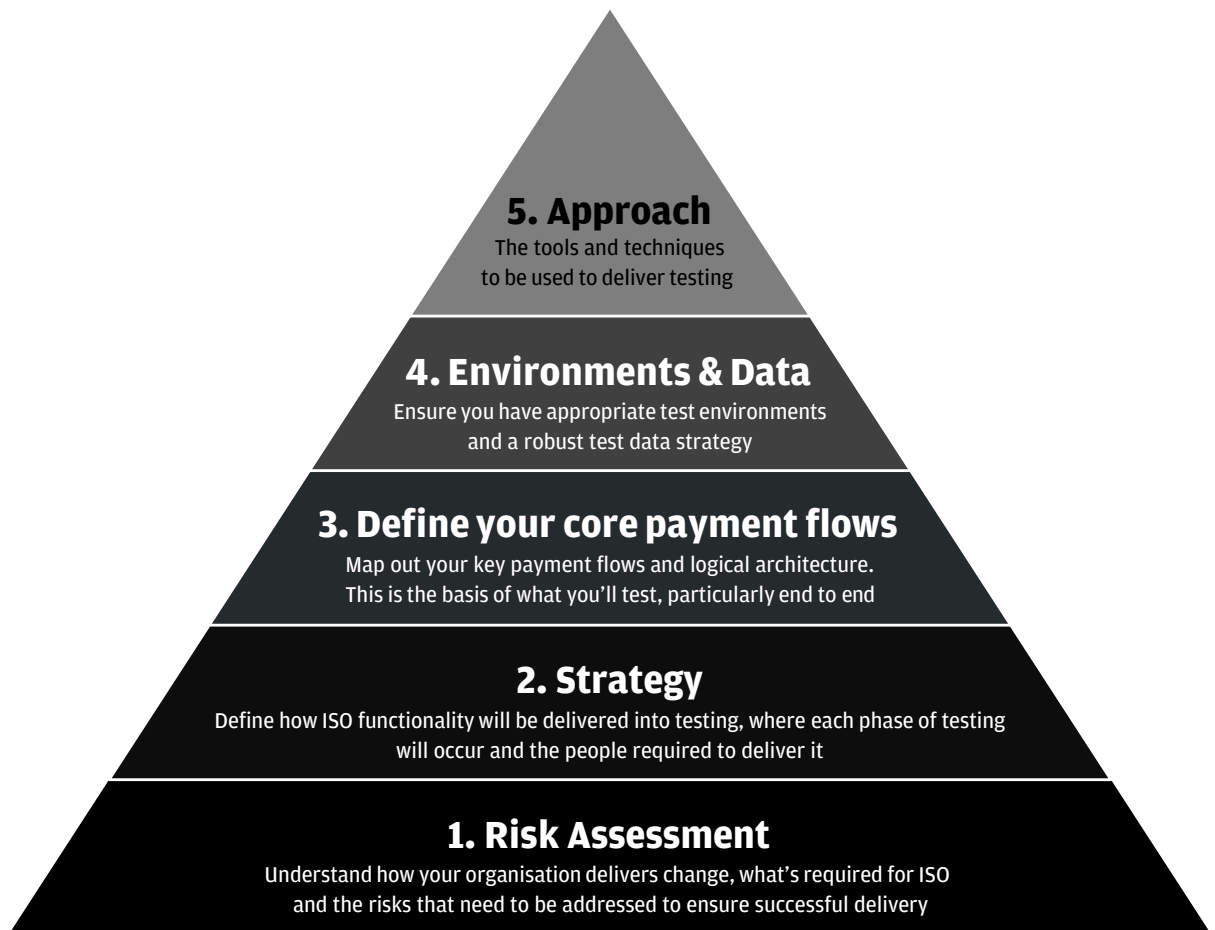 5. Approach
The tools and techniques
to be used to deliver testing
4. Environments & Data
Ensure you have appropriate test environments
and a robust test data strategy
3. Define your core payment flows
Map out your key payment flows and logical architecture.
This is the basis of what you’ll test, particularly end to end
2. Strategy
Define how ISO functionality will be delivered into testing, where each phase of testing
will occur and the people required to deliver it
1. Risk Assessment
Understand how your organisation delivers change, what’s required for ISO
and the risks that need to be addressed to ensure successful delivery